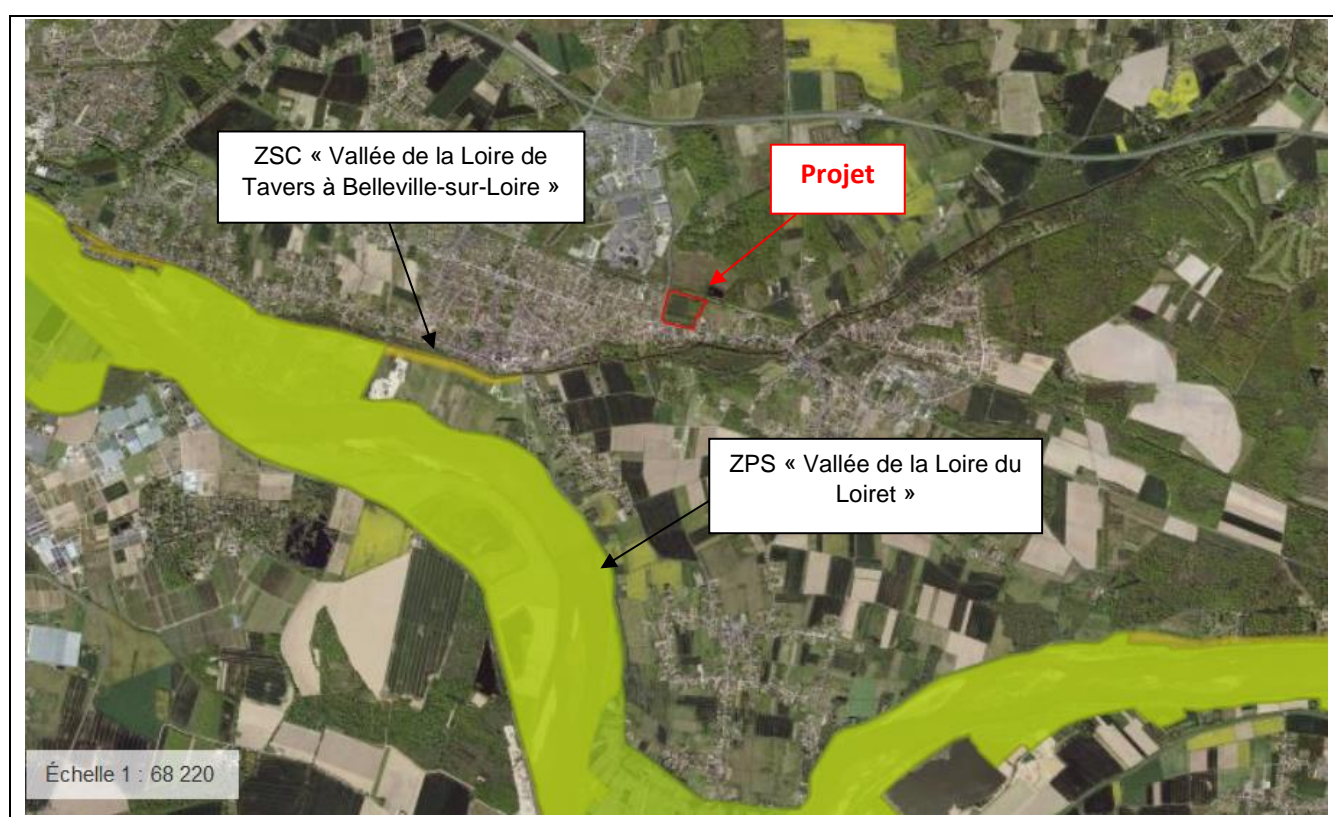 ZSC « Vallée de la Loire de
Tavers à Belleville-sur-Loire »
Projet
ZPS « Vallée de la Loire du
Loiret »
Échelle 1 : 68 220